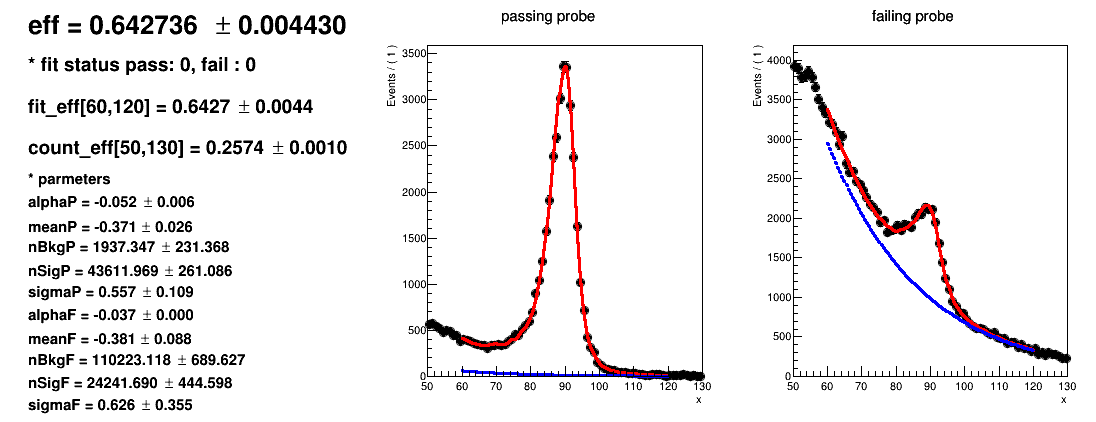 eff = 0.642736 ± 0.004430
* fit status pass: 0, fail : 0
fit_eff[60,120] = 0.6427 ± 0.0044
count_eff[50,130] = 0.2574 ± 0.0010
* parmeters
alphaP = -0.052 ± 0.006
meanP = -0.371 ± 0.026
nBkgP = 1937.347 ± 231.368
nSigP = 43611.969 ± 261.086
sigmaP = 0.557 ± 0.109
alphaF = -0.037 ± 0.000
meanF = -0.381 ± 0.088
nBkgF = 110223.118 ± 689.627
nSigF = 24241.690 ± 444.598
sigmaF = 0.626 ± 0.355
passing probe
Events / ( 1 )
3500
3000
2500
2000
1500
1000
500
0
50 60 70 80 90 100 110 120 130
x
failing probe
Events / ( 1 )
4000
3500
3000
2500
2000
1500
1000
500
0
50 60 70 80 90 100 110 120 130
x